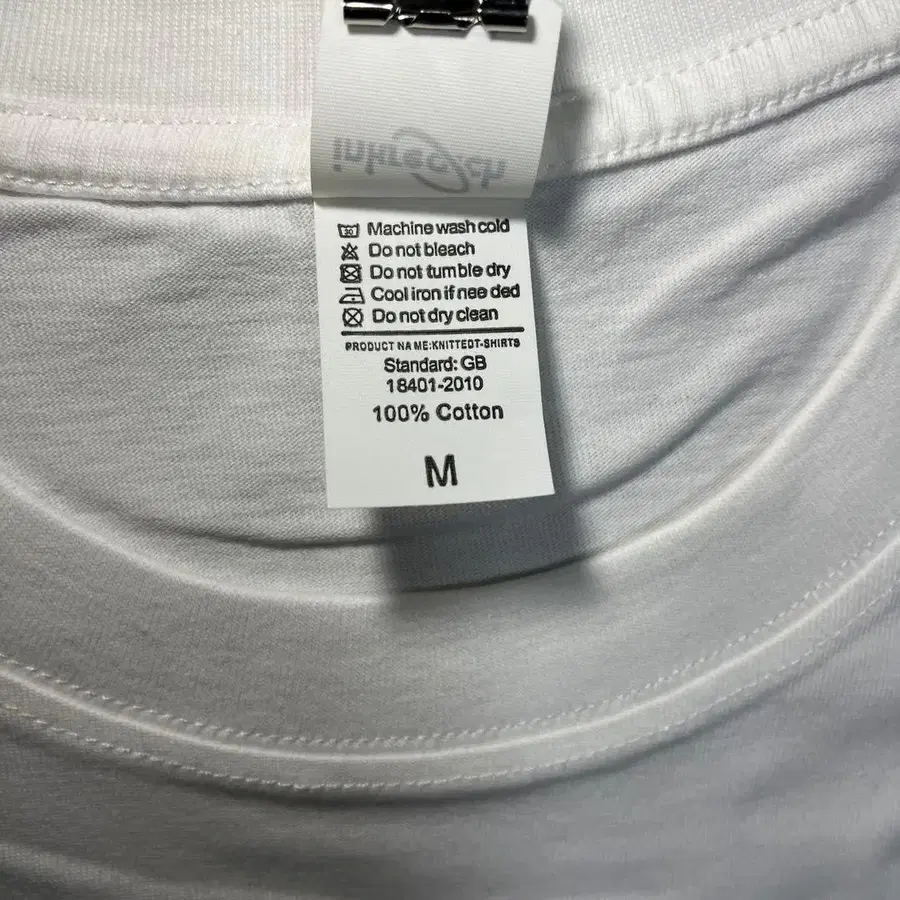 30
Machine wash cold
Do not bleach
Do not tumble dry
Cool iron if nee ded
Do not dry clean
PRODUCT NA ME:KNITTEDT-SHIRTS
Standard: GB
18401-2010
100% Cotton
M